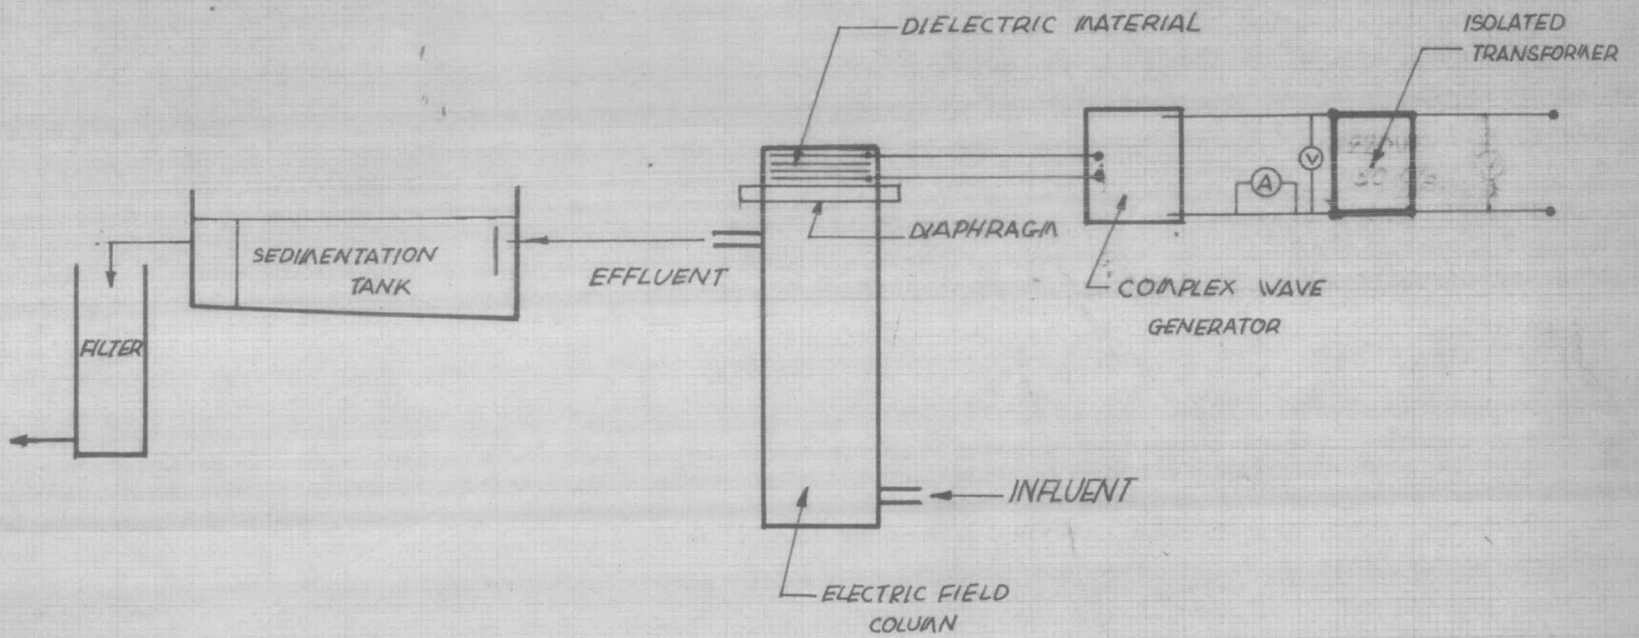 DIELECTRIC MATERIAL
ISOLATED
TRANSFORMER
V
A
DIAPHRAGM
SEDIMENTATION
TANK
EFFLUENT
COMPLEX WAVE
GENERATOR
FILTER
INFLUENT
ELECTRIC FIELD
COLUMN